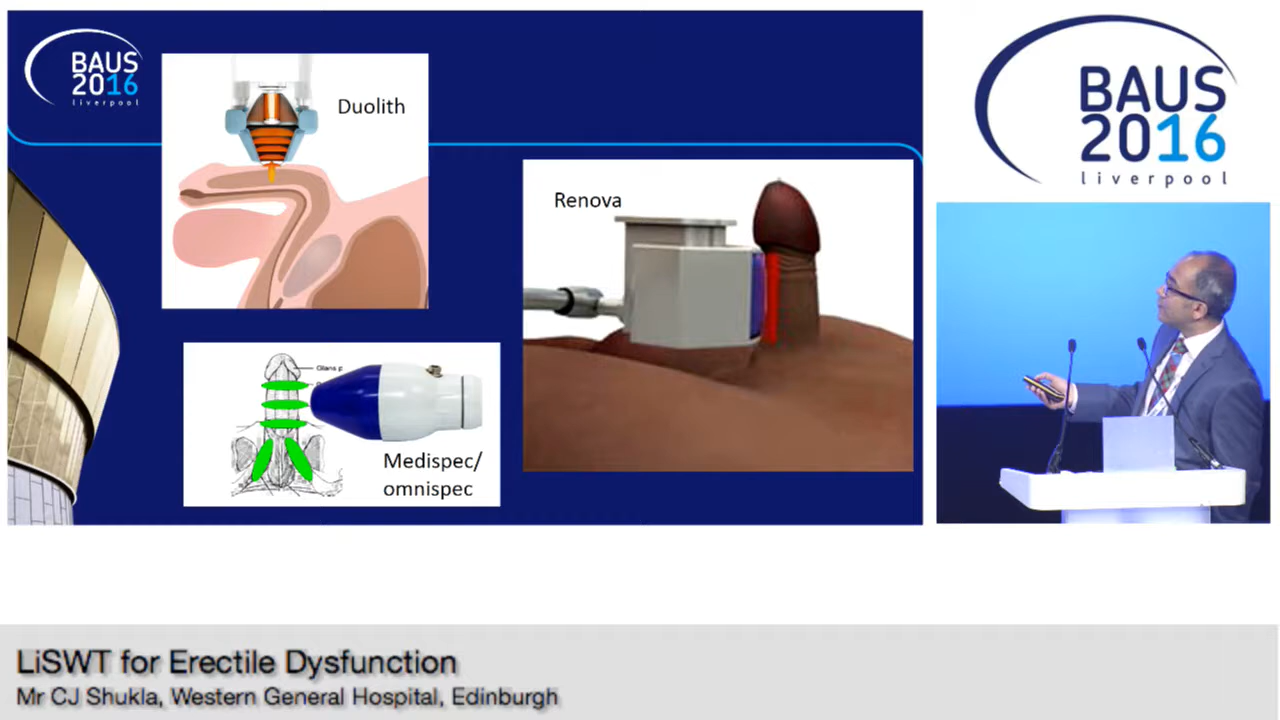 BAUS
2016
liverpool
Duolith
Renova
Glans p
Medispec/
omnispec
BAUS
2016
liverpool
LiSWT for Erectile Dysfunction
Mr CJ Shukla, Western General Hospital, Edinburgh